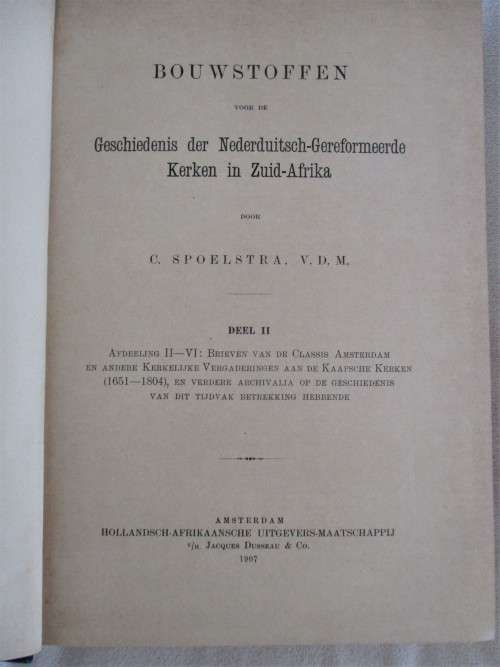 BOUWSTOFFEN
VOOR DE
Geschiedenis der Nederduitsch-Gereformeerde
Kerken in Zuid-Afrika
DOOR
C. SPOELSTRA, V. D. M.
DEEL II
AFDEELING II—VI: BRIEVEN VAN DE CLASSIS AMSTERDAM
EN ANDERE KERKELIJKE VERGADERINGEN AAN DE KAAPSCHE KERKEN
(1651—1804), EN VERDERE ARCHIVALIA OP DE GESCHIEDENIS
VAN DIT TIJDVAK BETREKKING HEBBENDE
AMSTERDAM
HOLLANDSCH-AFRIKAANSCHE UITGEVERS-MAATSCHAPPIJ
v/h. JACQUES DUSSEAU & Co.
1907